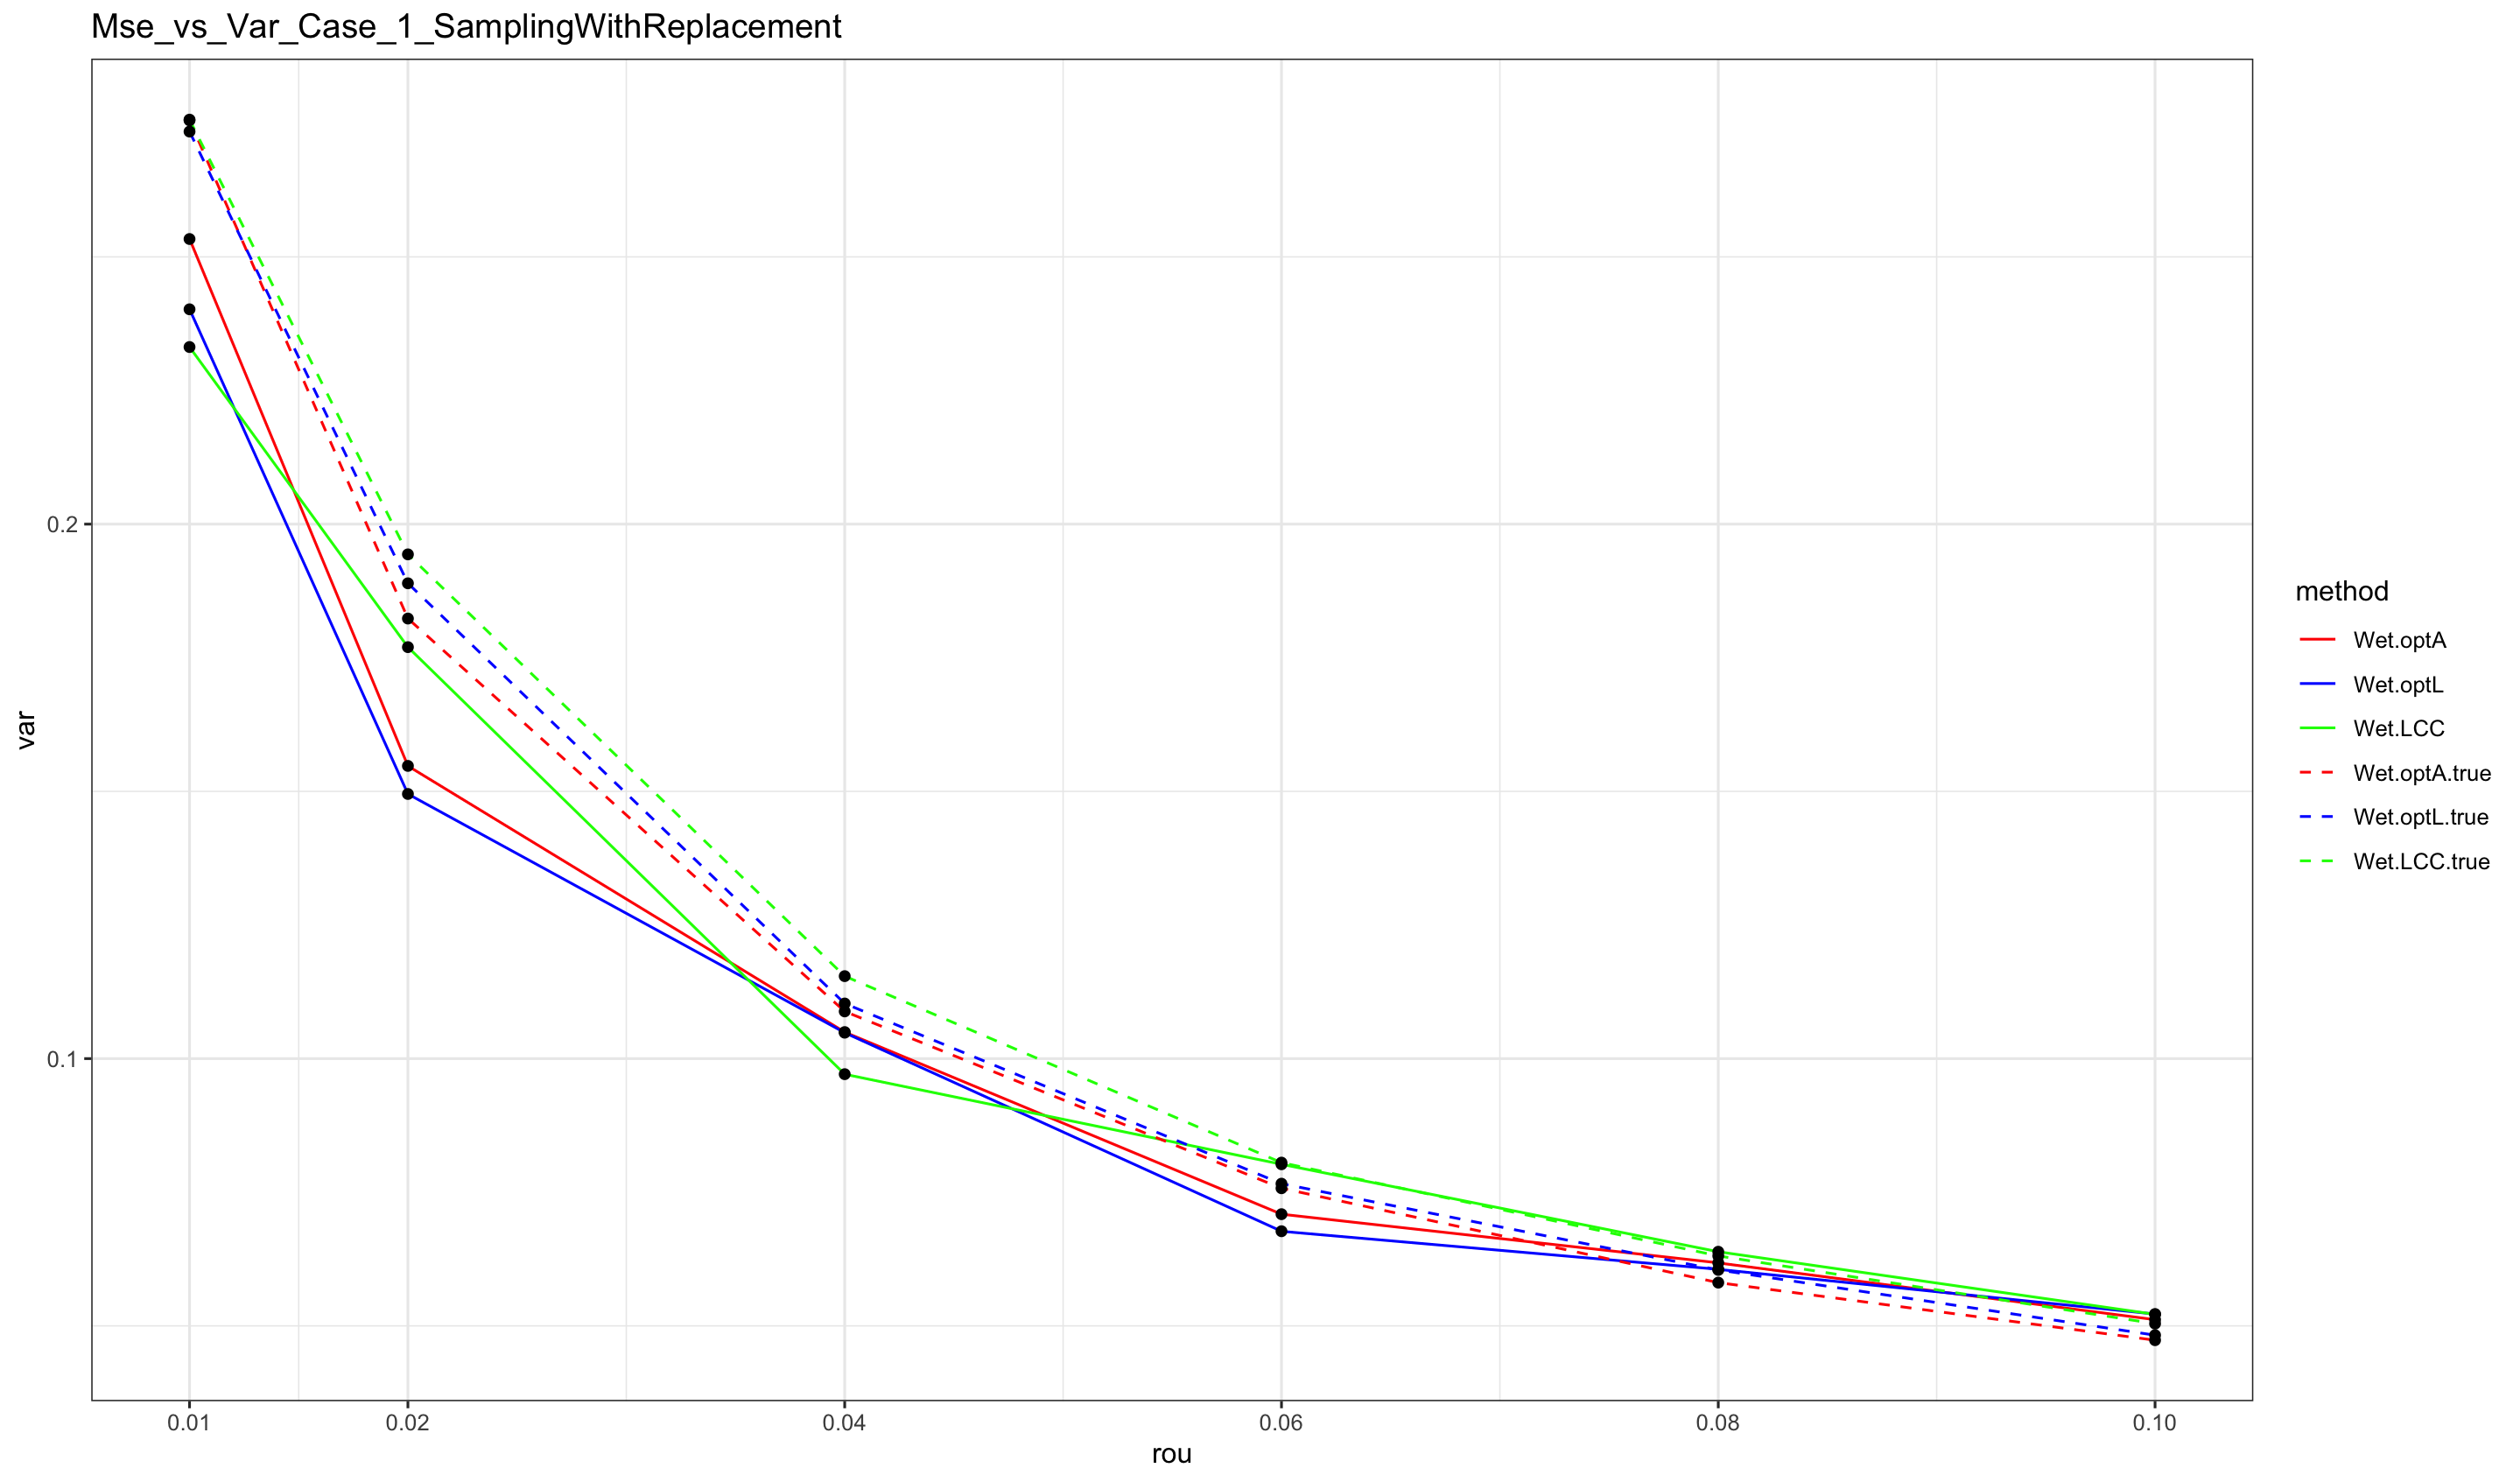 Mse_vs_Var_Case_1_SamplingWithReplacement
var
0.2
0.1
0.01
0.02
0.04
0.06
0.08
0.10
rou
method
Wet.optA
Wet.optL
Wet.LCC
Wet.optA.true
Wet.optL.true
Wet.LCC.true